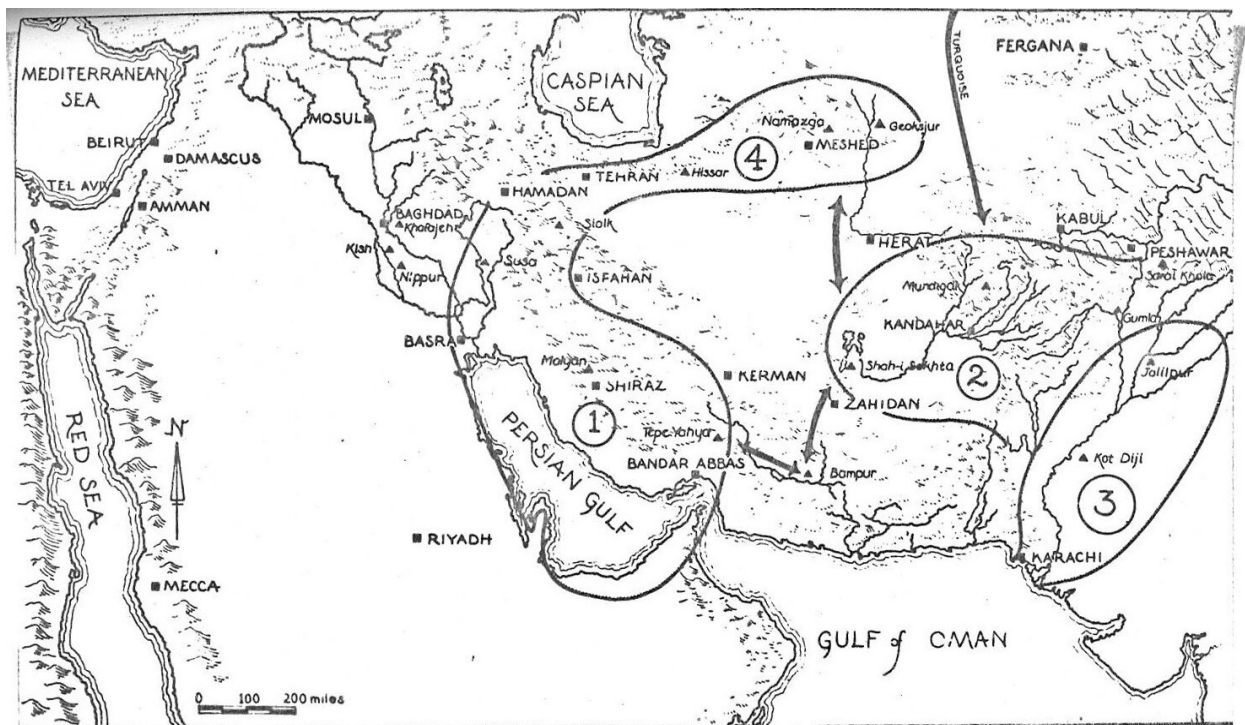 MEDITERRANEAN
SEA
CASPIAN
SEA
TURQUOISE
FERGANA
MOSUL
Namazga
Geoksjur
MESHED
4
BEIRUT
DAMASCUS
TEHRAN
Hissar
TEL AVIV
AMMAN
HAMADAN
BAGHDAD
Khafajeh
Sialk
KABUL
HERAT
PESHAWAR
Sarai Khola
Kish
Nippur
Susa
ISFAHAN
Mundigak
KANDAHAR
Gumlah
BASRA
Malyan
SHIRAZ
KERMAN
Shah-i Sokhta
2
Jalilpur
ZAHIDAN
1
RED
SEA
N
PERSIAN
GULF
Tepe Yahya
BANDAR ABBAS
Bampur
Kot Diji
3
RIYADH
KARACHI
MECCA
GULF of OMAN
0 100 200 miles